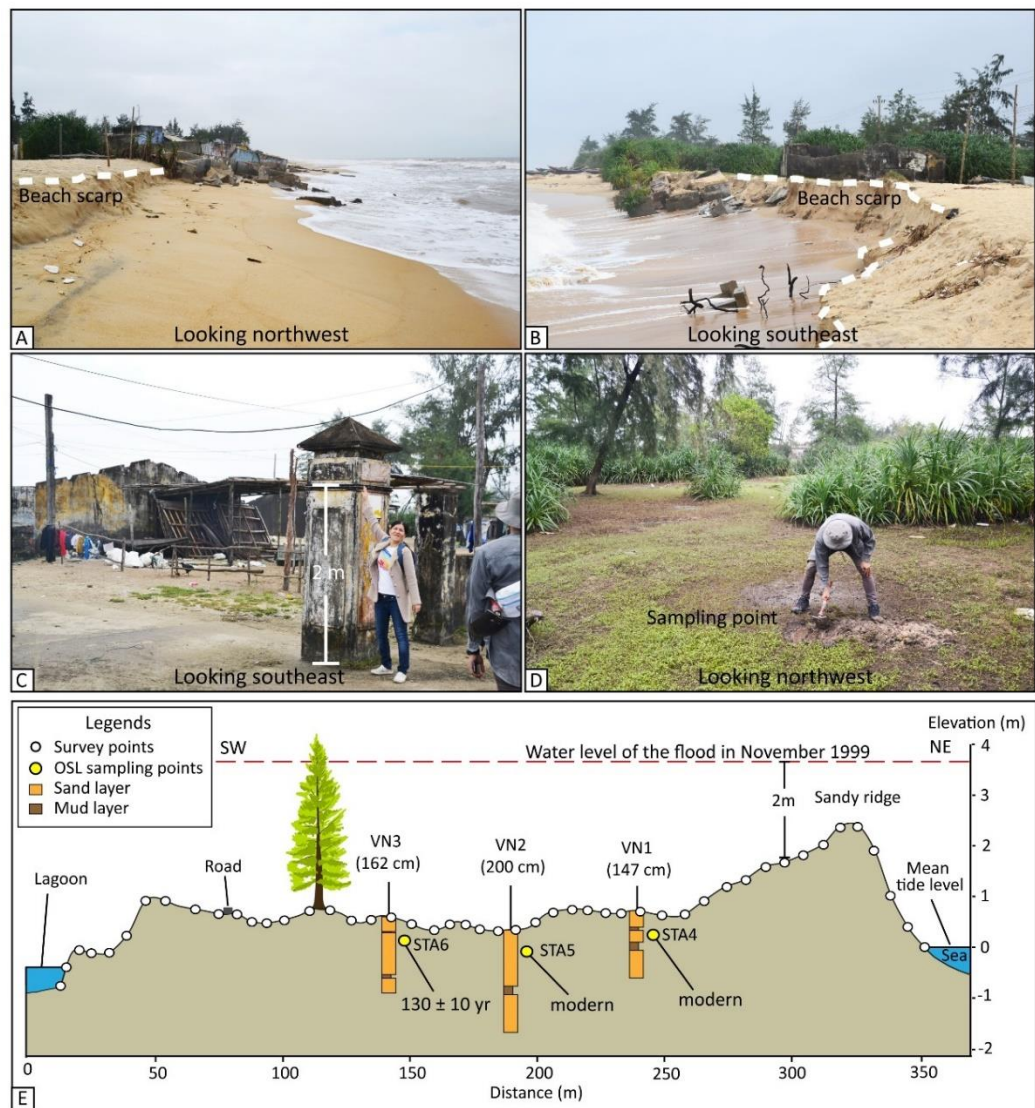 Beach scarp
Looking northwest
A
Beach scarp
Looking southeast
B
2 m
Looking southeast
C
Sampling point
Looking northwest
D
Legends
Survey points
OSL sampling points
Sand layer
Mud layer
SW
Water level of the flood in November 1999
NE
Elevation (m)
4
3
2
1
0
-1
-2
2m
Sandy ridge
Mean
tide level
Sea
Lagoon
Road
VN3
(162 cm)
VN2
(200 cm)
VN1
(147 cm)
STA6
STA5
STA4
130 ± 10 yr
modern
modern
0
50
100
150
200
250
300
350
Distance (m)
E